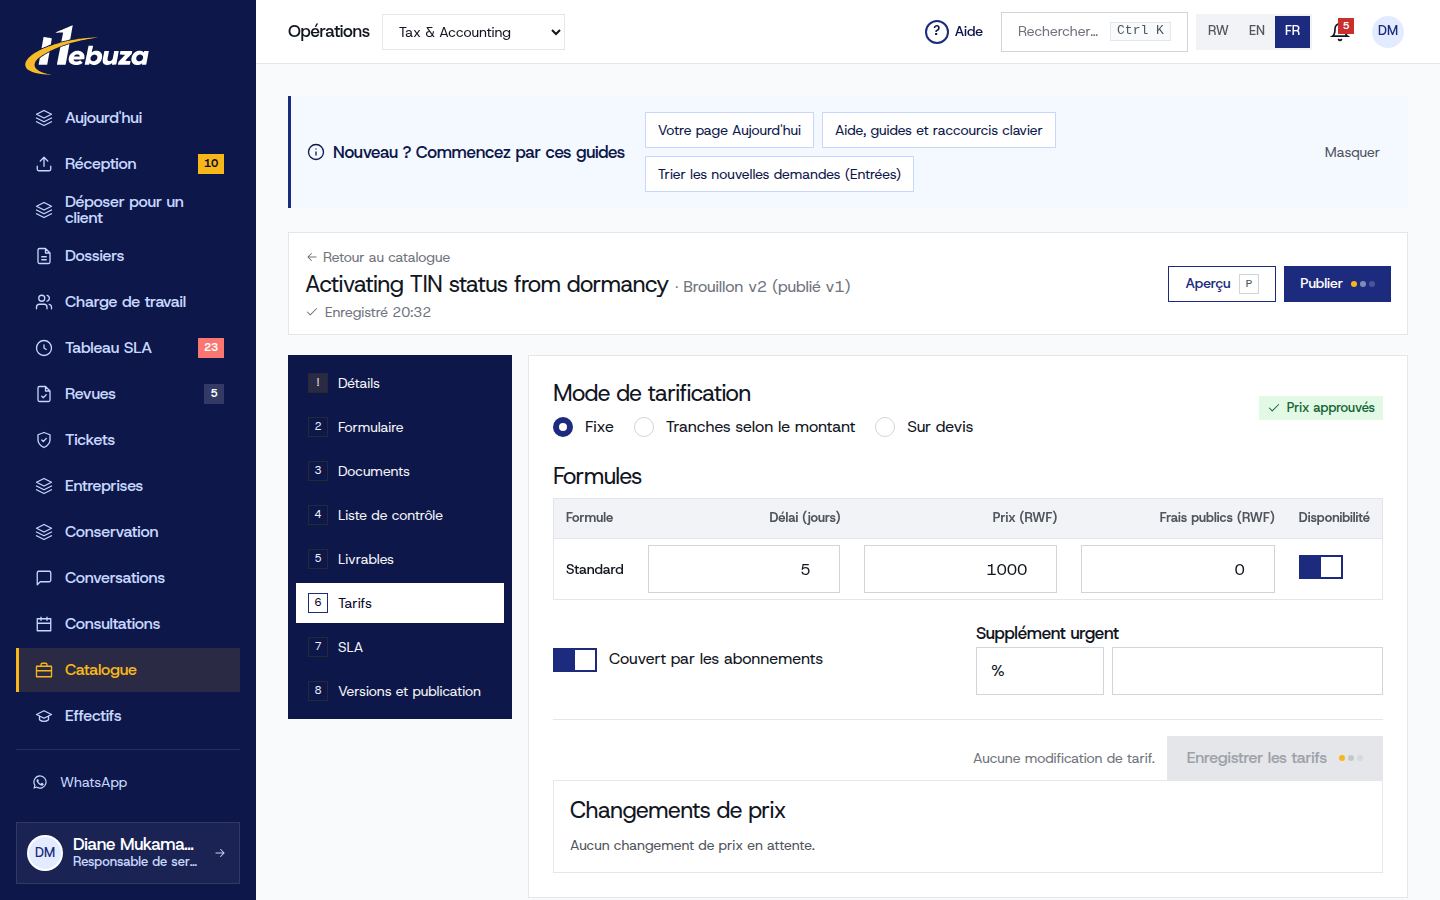 Hebuza
Opérations
Tax & Accounting
? Aide
Rechercher... Ctrl K
RW EN FR
5
DM
Aujourd'hui
Réception 10
Déposer pour un
client
Dossiers
Charge de travail
Tableau SLA 23
Revues 5
Tickets
Entreprises
Conservation
Conversations
Consultations
Catalogue
Effectifs
WhatsApp
DM
Diane Mukama...
Responsable de ser...
Nouveau ? Commencez par ces guides
Votre page Aujourd'hui
Aide, guides et raccourcis clavier
Trier les nouvelles demandes (Entrées)
Masquer
← Retour au catalogue
Activating TIN status from dormancy · Brouillon v2 (publié v1)
Enregistré 20:32
Aperçu P
Publier
! Détails
2 Formulaire
3 Documents
4 Liste de contrôle
5 Livrables
6 Tarifs
7 SLA
8 Versions et publication
Mode de tarification
Fixe
Tranches selon le montant
Sur devis
Prix approuvés
Formules
Formule Délai (jours) Prix (RWF) Frais publics (RWF) Disponibilité
Standard 5 1000 0
Couvert par les abonnements
Supplément urgent
%
Aucune modification de tarif.
Enregistrer les tarifs
Changements de prix
Aucun changement de prix en attente.